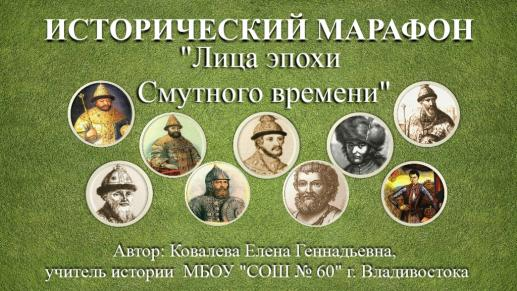 ИСТОРИЧЕСКИЙ МАРАФОН
"Лица эпохи
Смутного времени"
Автор: Ковалева Елена Геннадьевна,
учитель истории МБОУ "СОШ № 60" г. Владивостока